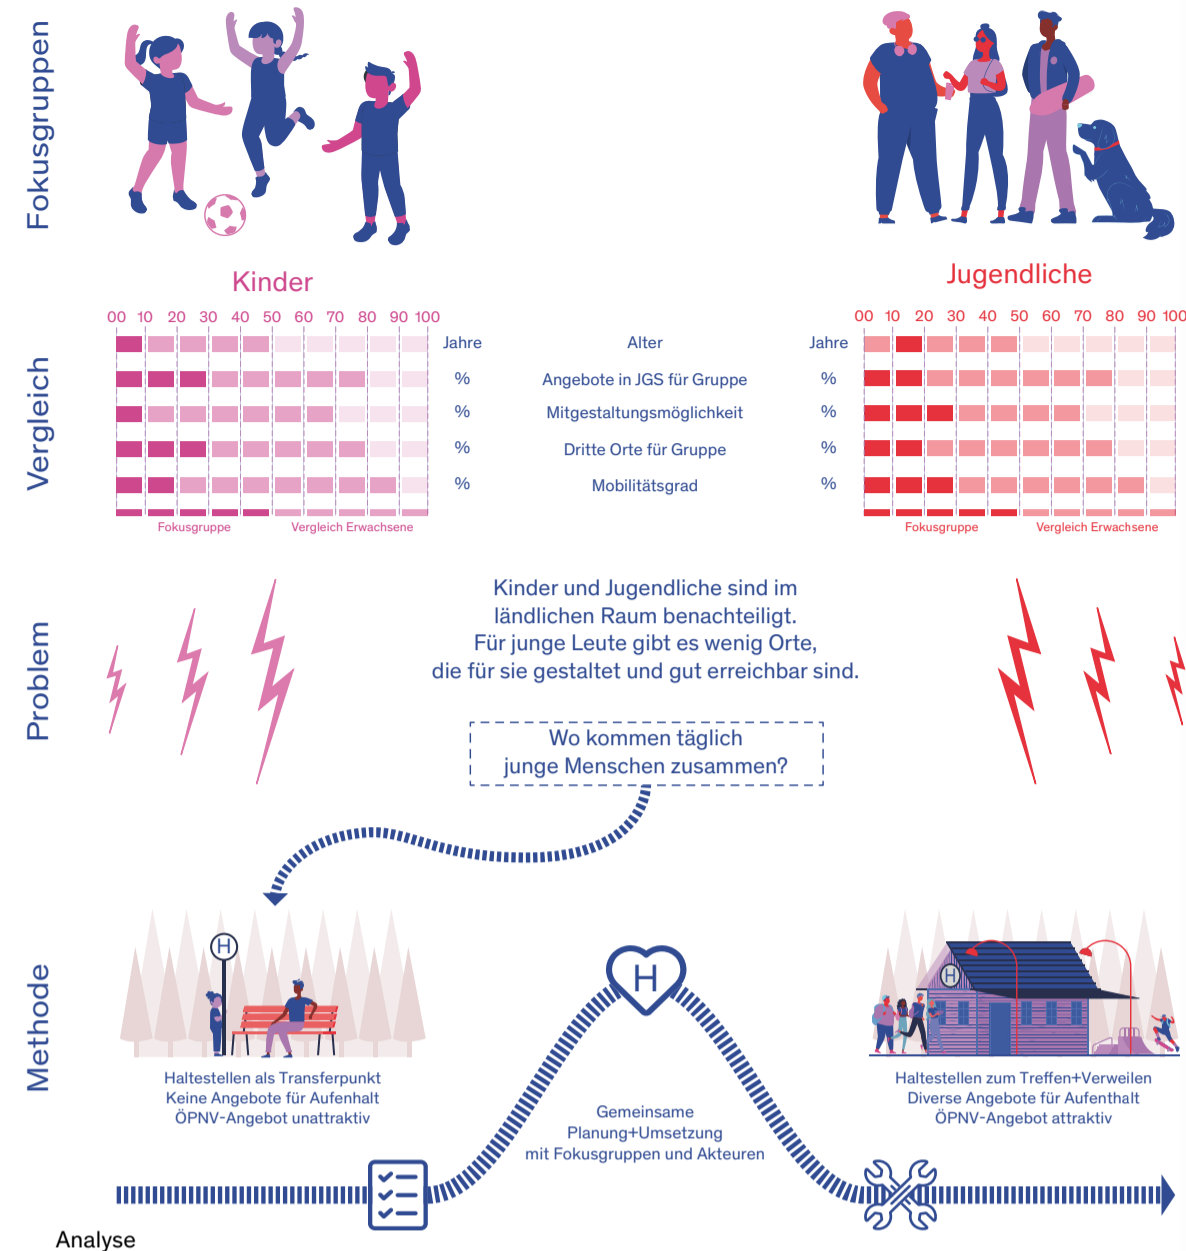 Fokusgruppen
Kinder
Jugendliche
Vergleich
00 10 20 30 40 50 60 70 80 90 100
00 10 20 30 40 50 60 70 80 90 100
Jahre Alter Jahre
% Angebote in JGS für Gruppe %
% Mitgestaltungsmöglichkeit %
% Dritte Orte für Gruppe %
% Mobilitätsgrad %
Fokusgruppe Vergleich Erwachsene
Fokusgruppe Vergleich Erwachsene
Problem
Kinder und Jugendliche sind im
ländlichen Raum benachteiligt.
Für junge Leute gibt es wenig Orte,
die für sie gestaltet und gut erreichbar sind.
Wo kommen täglich
junge Menschen zusammen?
Methode
H
H
H
Haltestellen als Transferpunkt
Keine Angebote für Aufenhalt
ÖPNV-Angebot unattraktiv
Gemeinsame
Planung+Umsetzung
mit Fokusgruppen und Akteuren
Haltestellen zum Treffen+Verweilen
Diverse Angebote für Aufenthalt
ÖPNV-Angebot attraktiv
Analyse